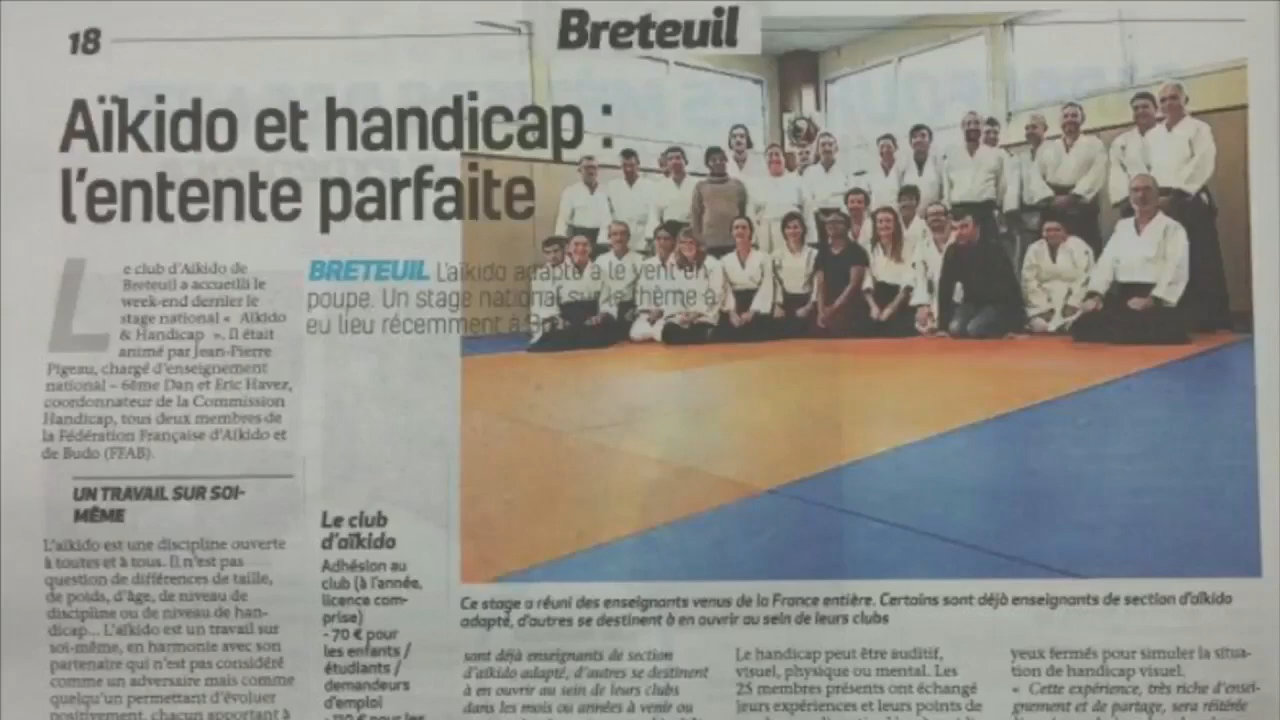 18
Breteuil
Aïkido et handicap :
l'entente parfaite
Le club d'Aïkido de
Breteuil a accueilli le
week-end dernier le
stage national « Aïkido
& Handicap ». Il était
animé par Jean-Pierre
Pigeau, chargé d'enseignement
national – 6ème Dan et Eric Havez,
coordonnateur de la Commission
Handicap, tous deux membres de
la Fédération Française d'Aïkido et
de Budo (FFAB).
UN TRAVAIL SUR SOI-
MÊME
L'aïkido est une discipline ouverte
à toutes et à tous. Il n'est pas
question de différences de taille,
de poids, d'âge, de niveau de
discipline ou de niveau de han-
dicap... L'aïkido est un travail sur
soi-même, en harmonie avec son
partenaire qui n'est pas considéré
comme un adversaire mais comme
quelqu'un permettant d'évoluer
positivement, chacun apportant à
BRETEUIL L'aïkido adapté a le vent en
poupe. Un stage national sur le thème a
eu lieu récemment à
Le club
d'aïkido
Adhésion au
club (à l'année,
licence com-
prise)
- 70 € pour
les enfants /
étudiants /
demandeurs
d'emploi
pour les
Ce stage a réuni des enseignants venus de la France entière. Certains sont déjà enseignants de section d'aïkido
adapté, d'autres se destinent à en ouvrir au sein de leurs clubs
sont déjà enseignants de section
d'aïkido adapté, d'autres se destinent
à en ouvrir au sein de leurs clubs
dans les mois ou années à venir ou
Le handicap peut être auditif,
visuel, physique ou mental. Les
25 membres présents ont échangé
leurs expériences et leurs points de
yeux fermés pour simuler la situa-
tion de handicap visuel.
« Cette expérience, très riche d'ensei-
gnement et de partage, sera réitérée